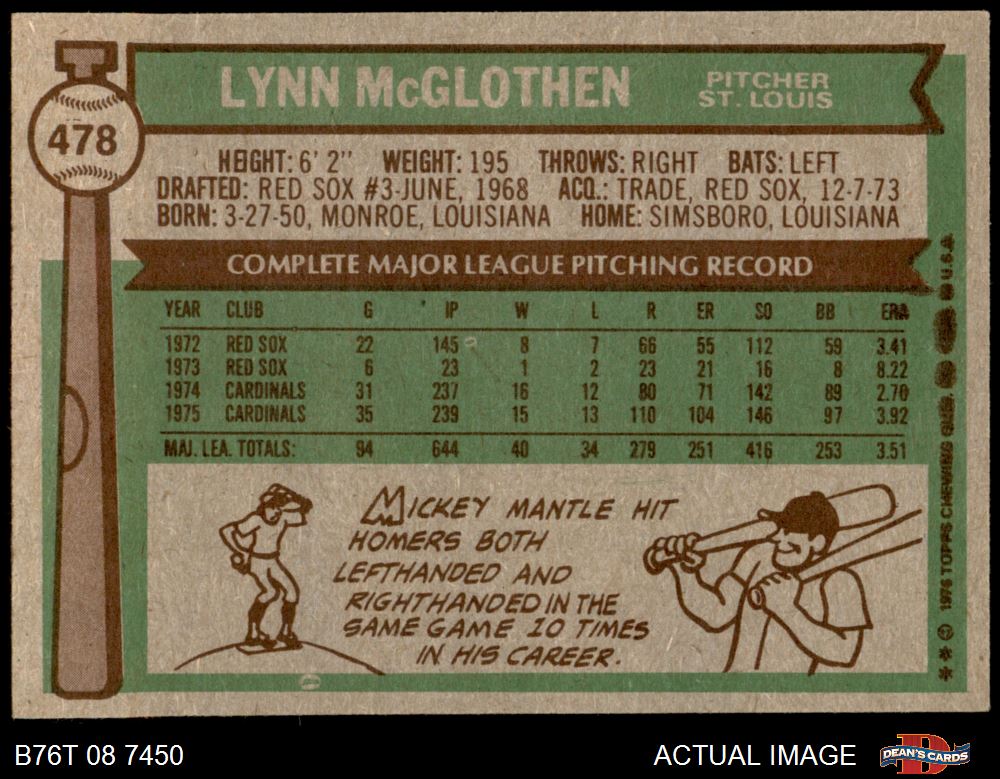 478
LYNN McGLOTHEN
PITCHER
ST. LOUIS
HEIGHT: 6' 2" WEIGHT: 195 THROWS: RIGHT BATS: LEFT
DRAFTED: RED SOX #3-JUNE, 1968 ACQ.: TRADE, RED SOX, 12-7-73
BORN: 3-27-50, MONROE, LOUISIANA HOME: SIMSBORO, LOUISIANA
COMPLETE MAJOR LEAGUE PITCHING RECORD
YEAR CLUB G IP W L R ER SO BB ERA
1972 RED SOX 22 145 8 7 66 55 112 59 3.41
1973 RED SOX 6 23 1 2 23 21 16 8 8.22
1974 CARDINALS 31 237 16 12 80 71 142 89 2.70
1975 CARDINALS 35 239 15 13 110 104 146 97 3.92
MAJ. LEA. TOTALS: 94 644 40 34 279 251 416 253 3.51
MICKEY MANTLE HIT
HOMERS BOTH
LEFTHANDED AND
RIGHTHANDED IN THE
SAME GAME 10 TIMES
IN HIS CAREER.
** © 1976 TOPPS CHEWING GUM, U.S.A.
B76T 08 7450
ACTUAL IMAGE
DEAN'S CARDS